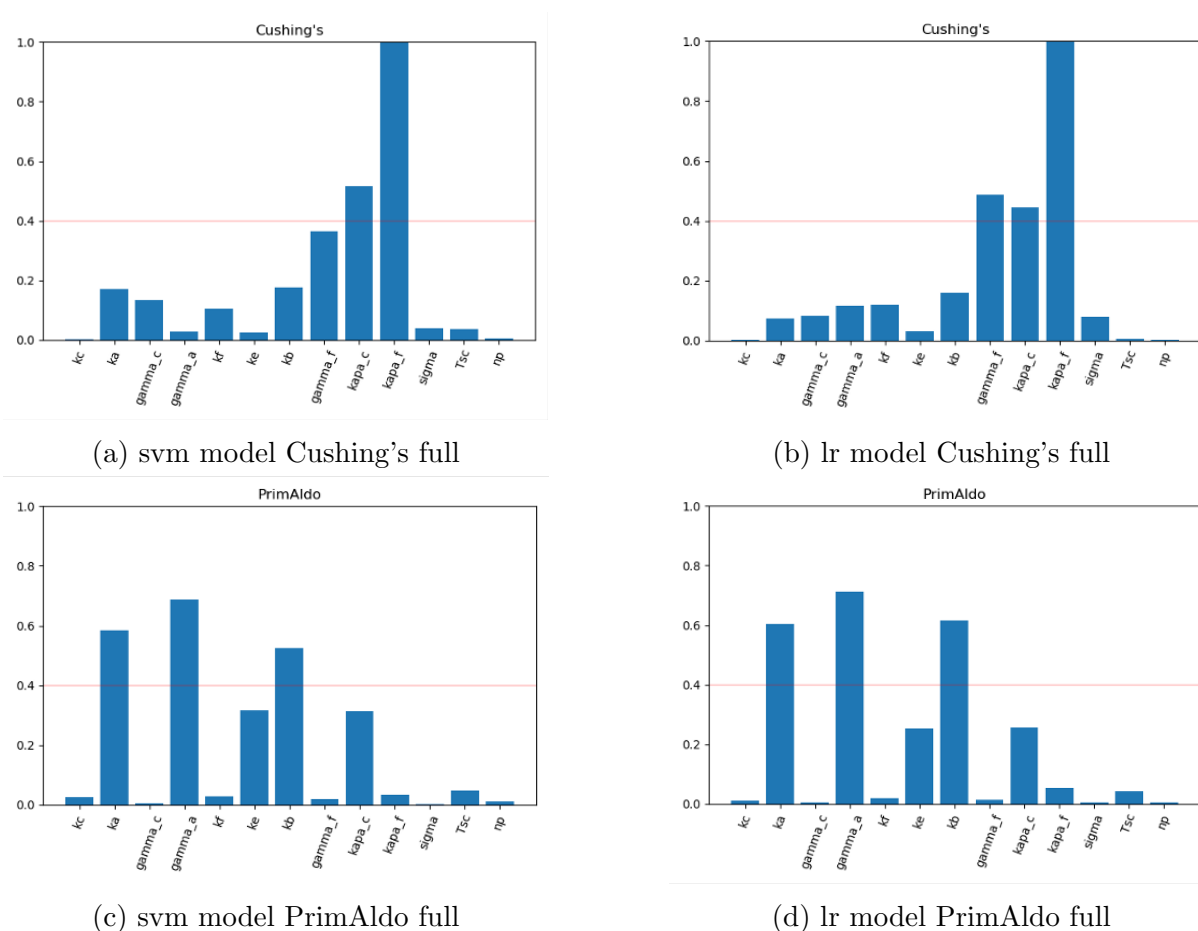 Cushing's
1.0
0.8
0.6
0.4
0.2
0.0
kc ka gamma_c gamma_a kf ke kb gamma_f kapa_c kapa_f sigma Tsc np
(a) svm model Cushing's full
Cushing's
1.0
0.8
0.6
0.4
0.2
0.0
kc ka gamma_c gamma_a kf ke kb gamma_f kapa_c kapa_f sigma Tsc np
(b) lr model Cushing's full
PrimAldo
1.0
0.8
0.6
0.4
0.2
0.0
kc ka gamma_c gamma_a kf ke kb gamma_f kapa_c kapa_f sigma Tsc np
(c) svm model PrimAldo full
PrimAldo
1.0
0.8
0.6
0.4
0.2
0.0
kc ka gamma_c gamma_a kf ke kb gamma_f kapa_c kapa_f sigma Tsc np
(d) lr model PrimAldo full